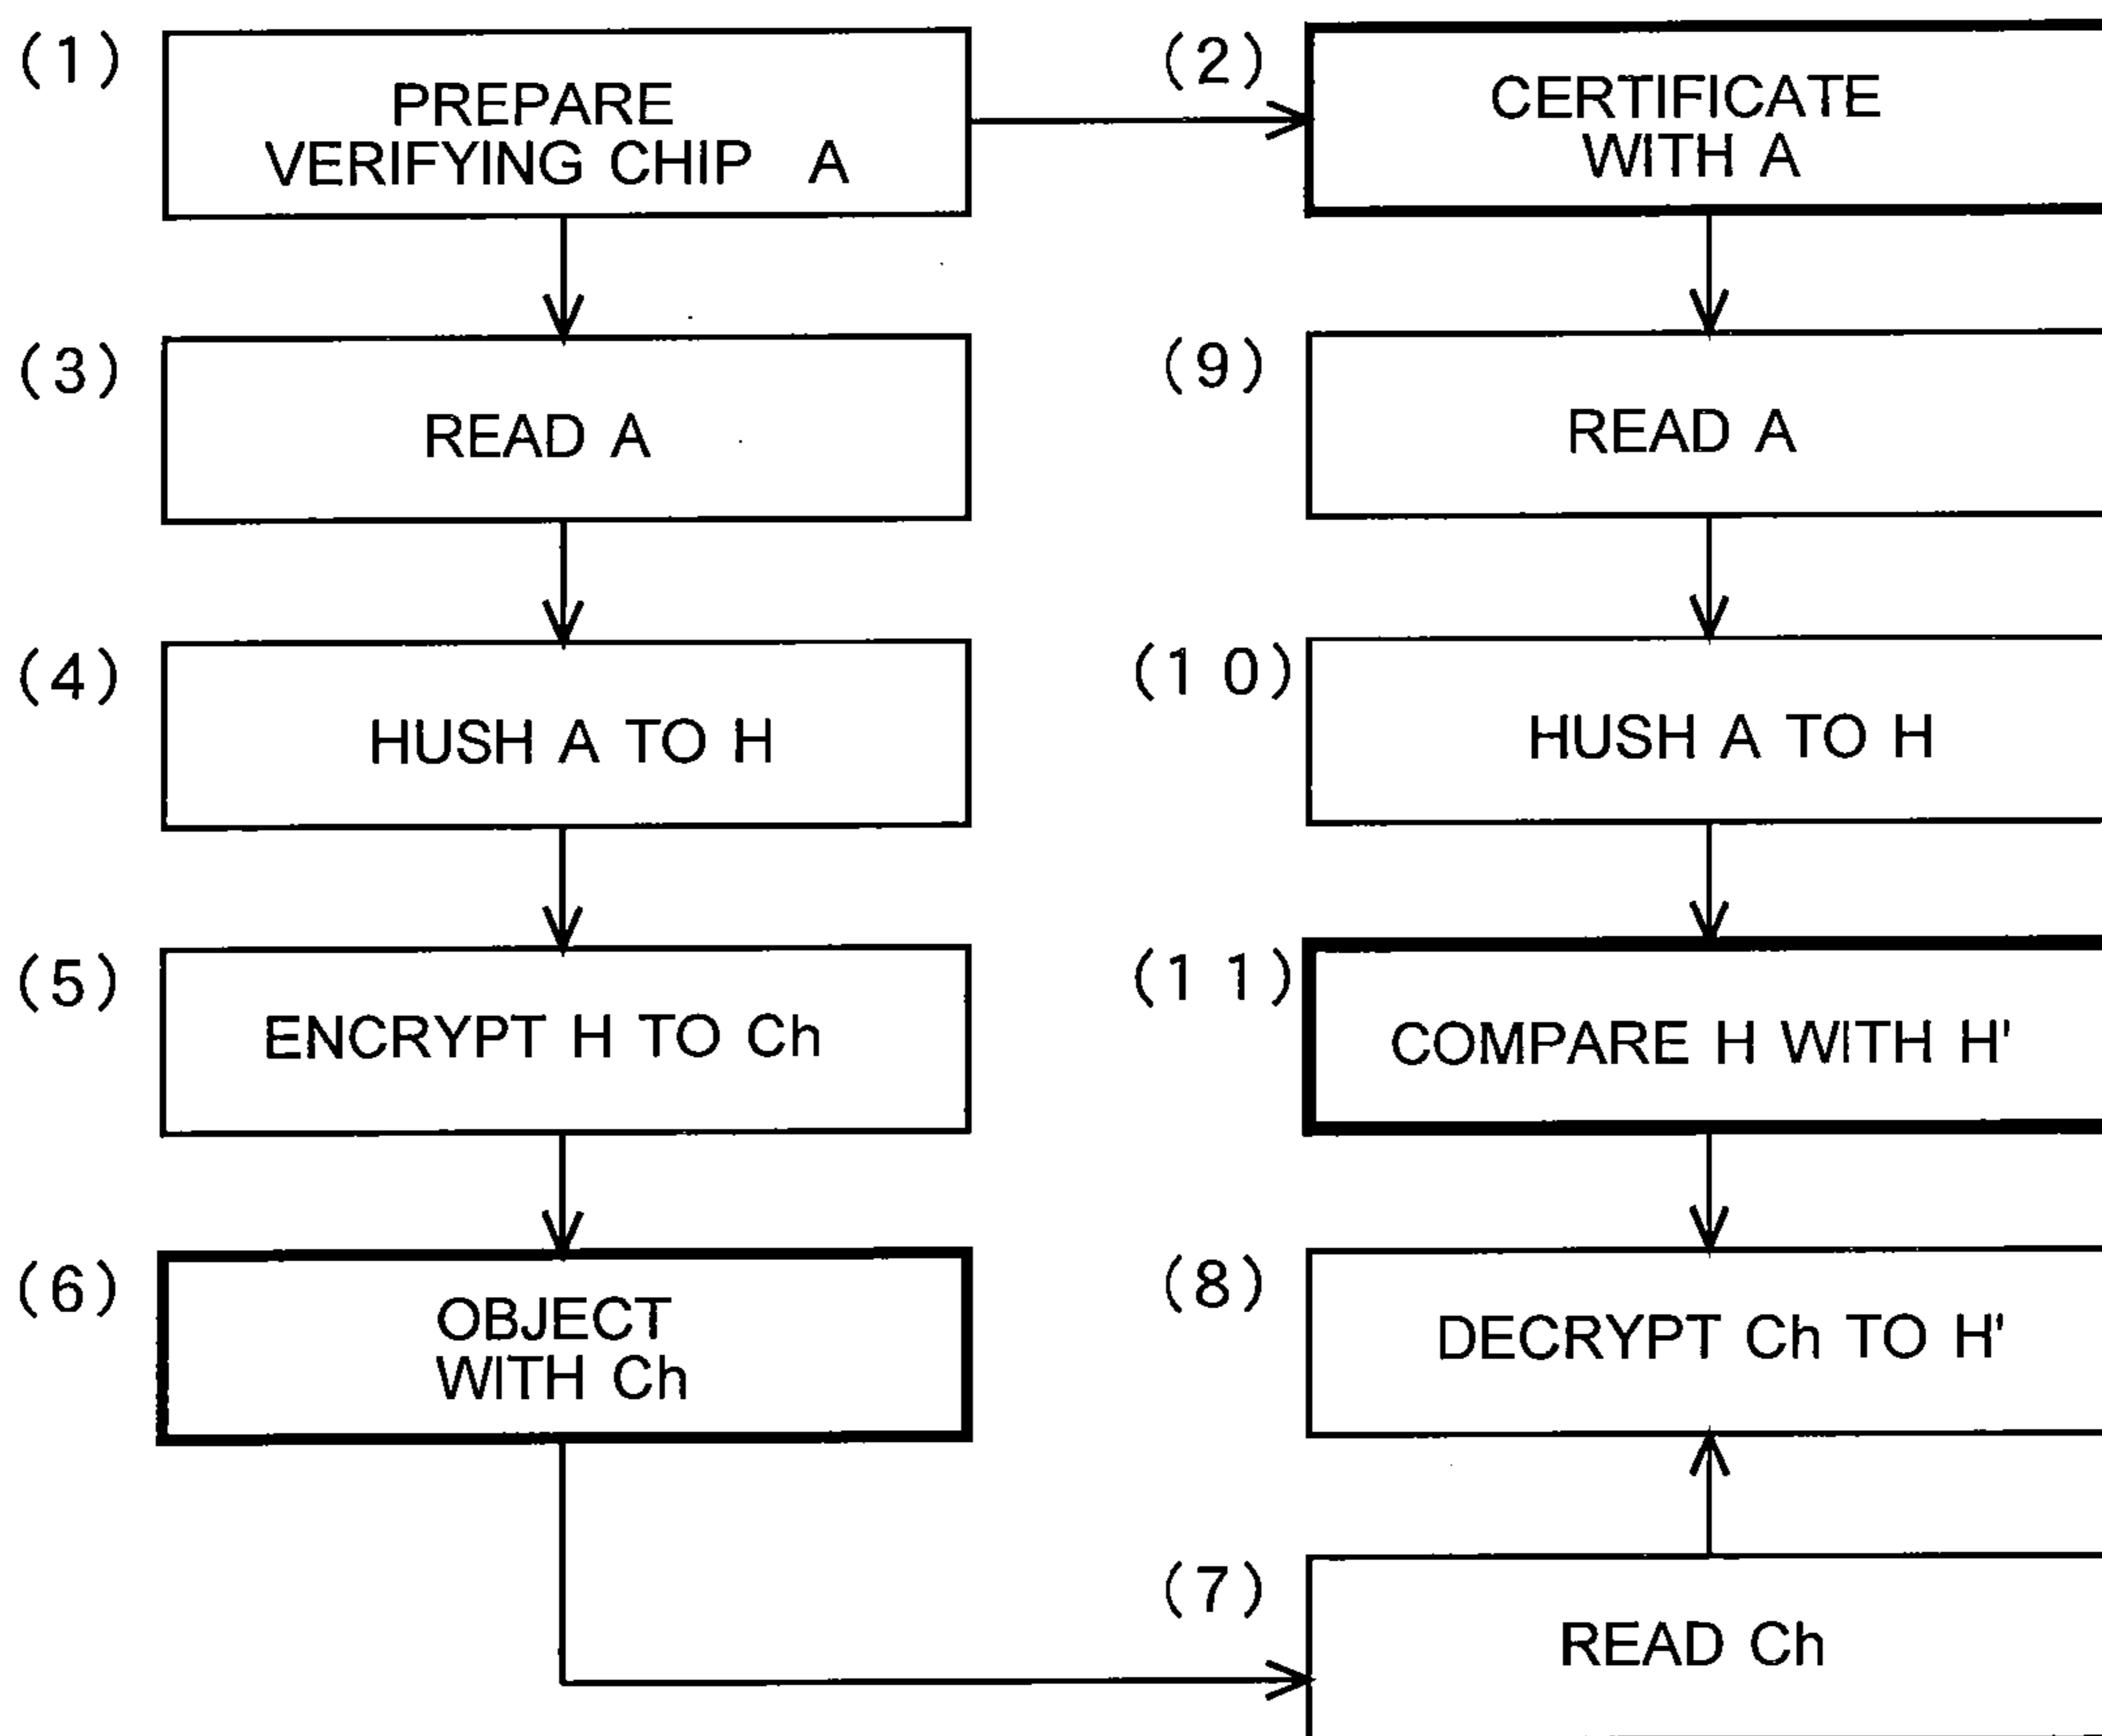 (1)
PREPARE
VERIFYING CHIP A
(2)
CERTIFICATE
WITH A
(3)
READ A
(9)
READ A
(4)
HUSH A TO H
(10)
HUSH A TO H
(5)
ENCRYPT H TO Ch
(11)
COMPARE H WITH H'
(6)
OBJECT
WITH Ch
(8)
DECRYPT Ch TO H'
(7)
READ Ch